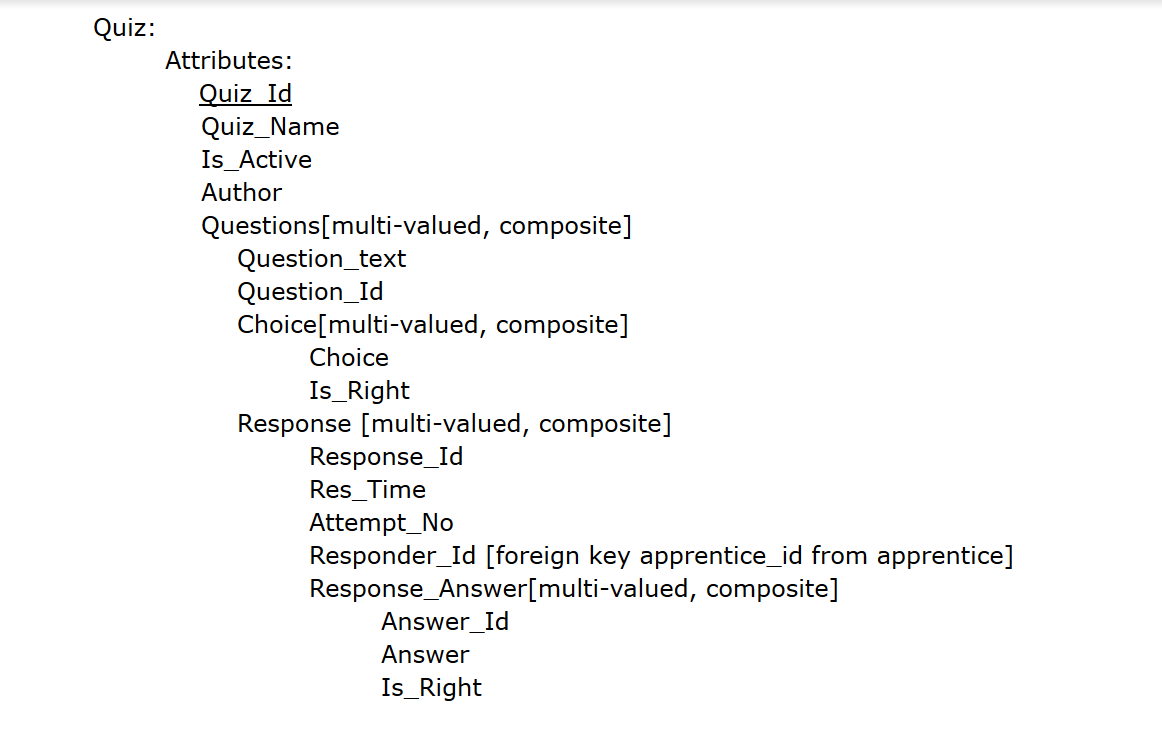 Quiz:
Attributes:
Quiz_Id
Quiz_Name
Is_Active
Author
Questions[multi-valued, composite]
Question_text
Question_Id
Choice[multi-valued, composite]
Choice
Is_Right
Response [multi-valued, composite]
Response_Id
Res_Time
Attempt_No
Responder_Id [foreign key apprentice_id from apprentice]
Response_Answer[multi-valued, composite]
Answer_Id
Answer
Is_Right